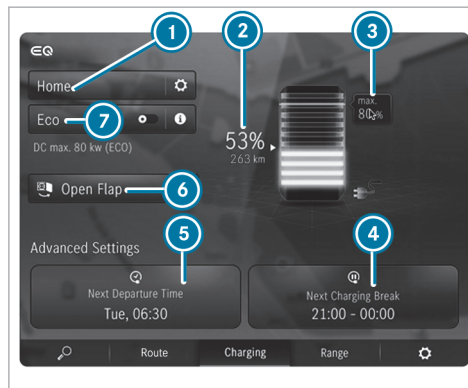 1
2
3
EQ
Home
max.
80 %
Eco
7
53%
263 km
DC max. 80 kw (ECO)
Open Flap
6
Advanced Settings
5
4
Next Departure Time
Tue, 06:30
Next Charging Break
21:00 - 00:00
Route
Charging
Range